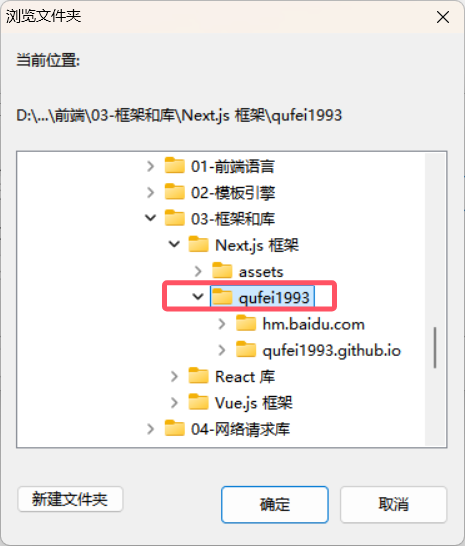 浏览文件夹
当前位置:
D:\...\前端\03-框架和库\Next.js 框架\qufei1993
01-前端语言
02-模板引擎
03-框架和库
Next.js 框架
assets
qufei1993
hm.baidu.com
qufei1993.github.io
React 库
Vue.js 框架
04-网络请求库
新建文件夹
确定
取消